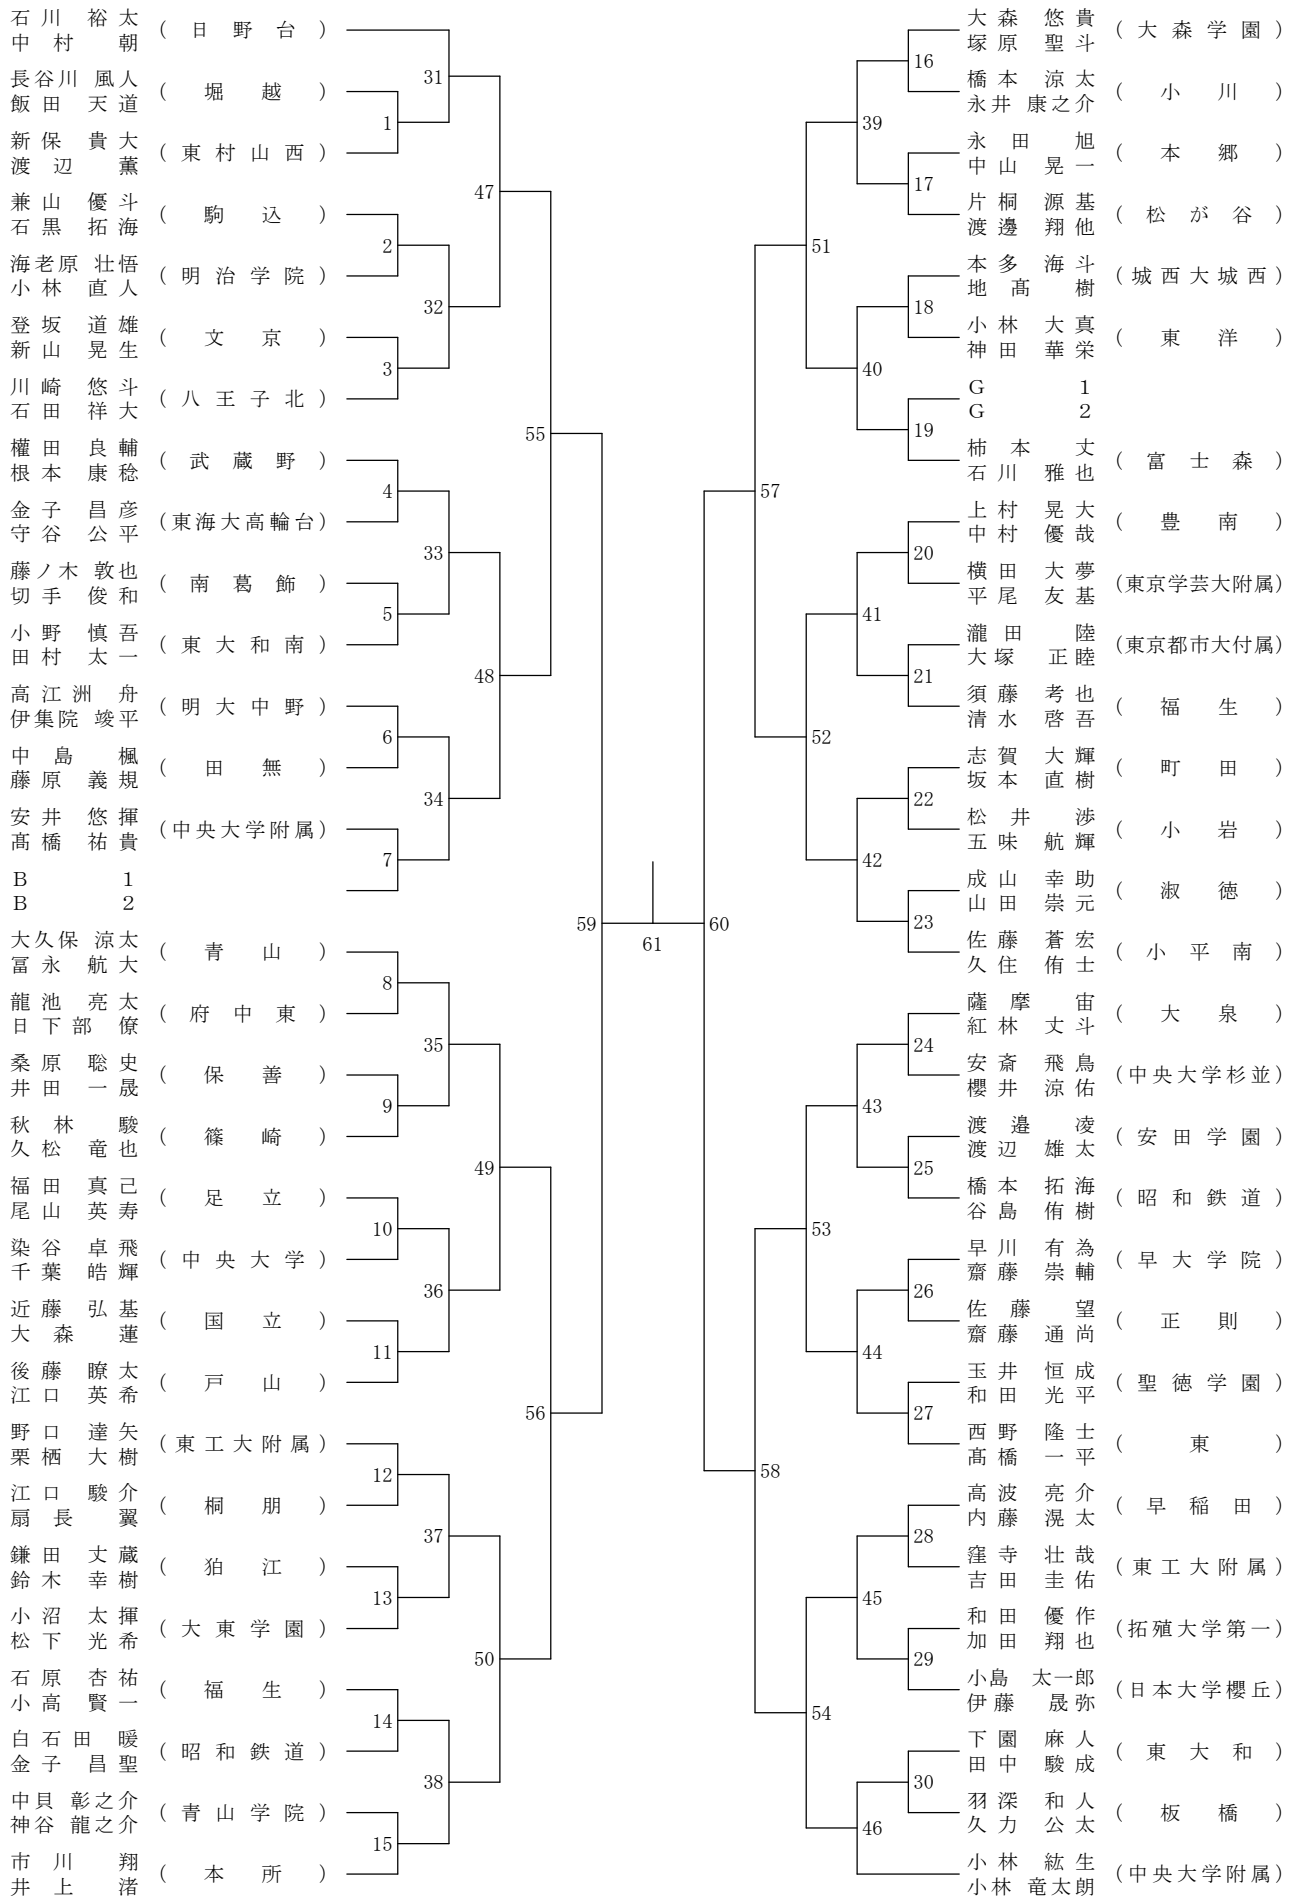 石川 裕太
中村 朝
(日野台)
長谷川 風人
飯田 天道
(堀越)
新保 貴大
渡辺 薫
(東村山西)
兼山 優斗
石黒 拓海
(駒込)
海老原 壮悟
小林 直人
(明治学院)
登坂 道雄
新山 晃生
(文京)
川崎 悠斗
石田 祥大
(八王子北)
權田 良輔
根本 康稔
(武蔵野)
金子 昌彦
守谷 公平
(東海大高輪台)
藤ノ木 敦也
切手 俊和
(南葛飾)
小野 慎吾
田村 太一
(東大和南)
高江洲 舟
伊集院 竣平
(明大中野)
中島 楓
藤原 義規
(田無)
安井 悠揮
髙橋 祐貴
(中央大学附属)
B 1
B 2
大久保 涼太
冨永 航大
(青山)
龍池 亮太
日下部 僚
(府中東)
桑原 聡史
井田 一晟
(保善)
秋林 駿
久松 竜也
(篠崎)
福田 真己
尾山 英寿
(足立)
染谷 卓飛
千葉 皓輝
(中央大学)
近藤 弘基
大森 蓮
(国立)
後藤 瞭太
江口 英希
(戸山)
野口 達矢
栗栖 大樹
(東工大附属)
江口 駿介
扇長 翼
(桐朋)
鎌田 丈蔵
鈴木 幸樹
(狛江)
小沼 太揮
松下 光希
(大東学園)
石原 杏祐
小高 賢一
(福生)
白石田 暖
金子 昌聖
(昭和鉄道)
中貝 彰之介
神谷 龍之介
(青山学院)
市川 翔
井上 渚
(本所)
1
2
3
4
5
6
7
8
9
10
11
12
13
14
15
31
32
33
34
35
36
37
38
47
48
49
50
55
56
59
61
60
57
58
51
52
53
54
39
40
41
42
43
44
45
46
16
17
18
19
20
21
22
23
24
25
26
27
28
29
30
大森 悠貴
塚原 聖斗
(大森学園)
橋本 涼太
永井 康之介
(小川)
永田 旭
中山 晃一
(本郷)
片桐 源基
渡邊 翔他
(松が谷)
本多 海斗
地髙 樹
(城西大城西)
小林 大真
神田 華栄
(東洋)
G 1
G 2
柿本 丈
石川 雅也
(富士森)
上村 晃大
中村 優哉
(豊南)
横田 大夢
平尾 友基
(東京学芸大附属)
瀧田 陸
大塚 正睦
(東京都市大付属)
須藤 考也
清水 啓吾
(福生)
志賀 大輝
坂本 直樹
(町田)
松井 渉
五味 航輝
(小岩)
成山 幸助
山田 崇元
(淑徳)
佐藤 蒼宏
久住 侑士
(小平南)
薩摩 宙
紅林 丈斗
(大泉)
安斎 飛鳥
櫻井 涼佑
(中央大学杉並)
渡邉 凌
渡辺 雄太
(安田学園)
橋本 拓海
谷島 侑樹
(昭和鉄道)
早川 有為
齋藤 崇輔
(早大学院)
佐藤 望
齋藤 通尚
(正則)
玉井 恒成
和田 光平
(聖徳学園)
西野 隆士
髙橋 一平
(東)
高波 亮介
内藤 滉太
(早稲田)
窪寺 壮哉
吉田 圭佑
(東工大附属)
和田 優作
加田 翔也
(拓殖大学第一)
小島 太一郎
伊藤 晟弥
(日本大学櫻丘)
下園 麻人
田中 駿成
(東大和)
羽深 和人
久力 公太
(板橋)
小林 紘生
小林 竜太朗
(中央大学附属)